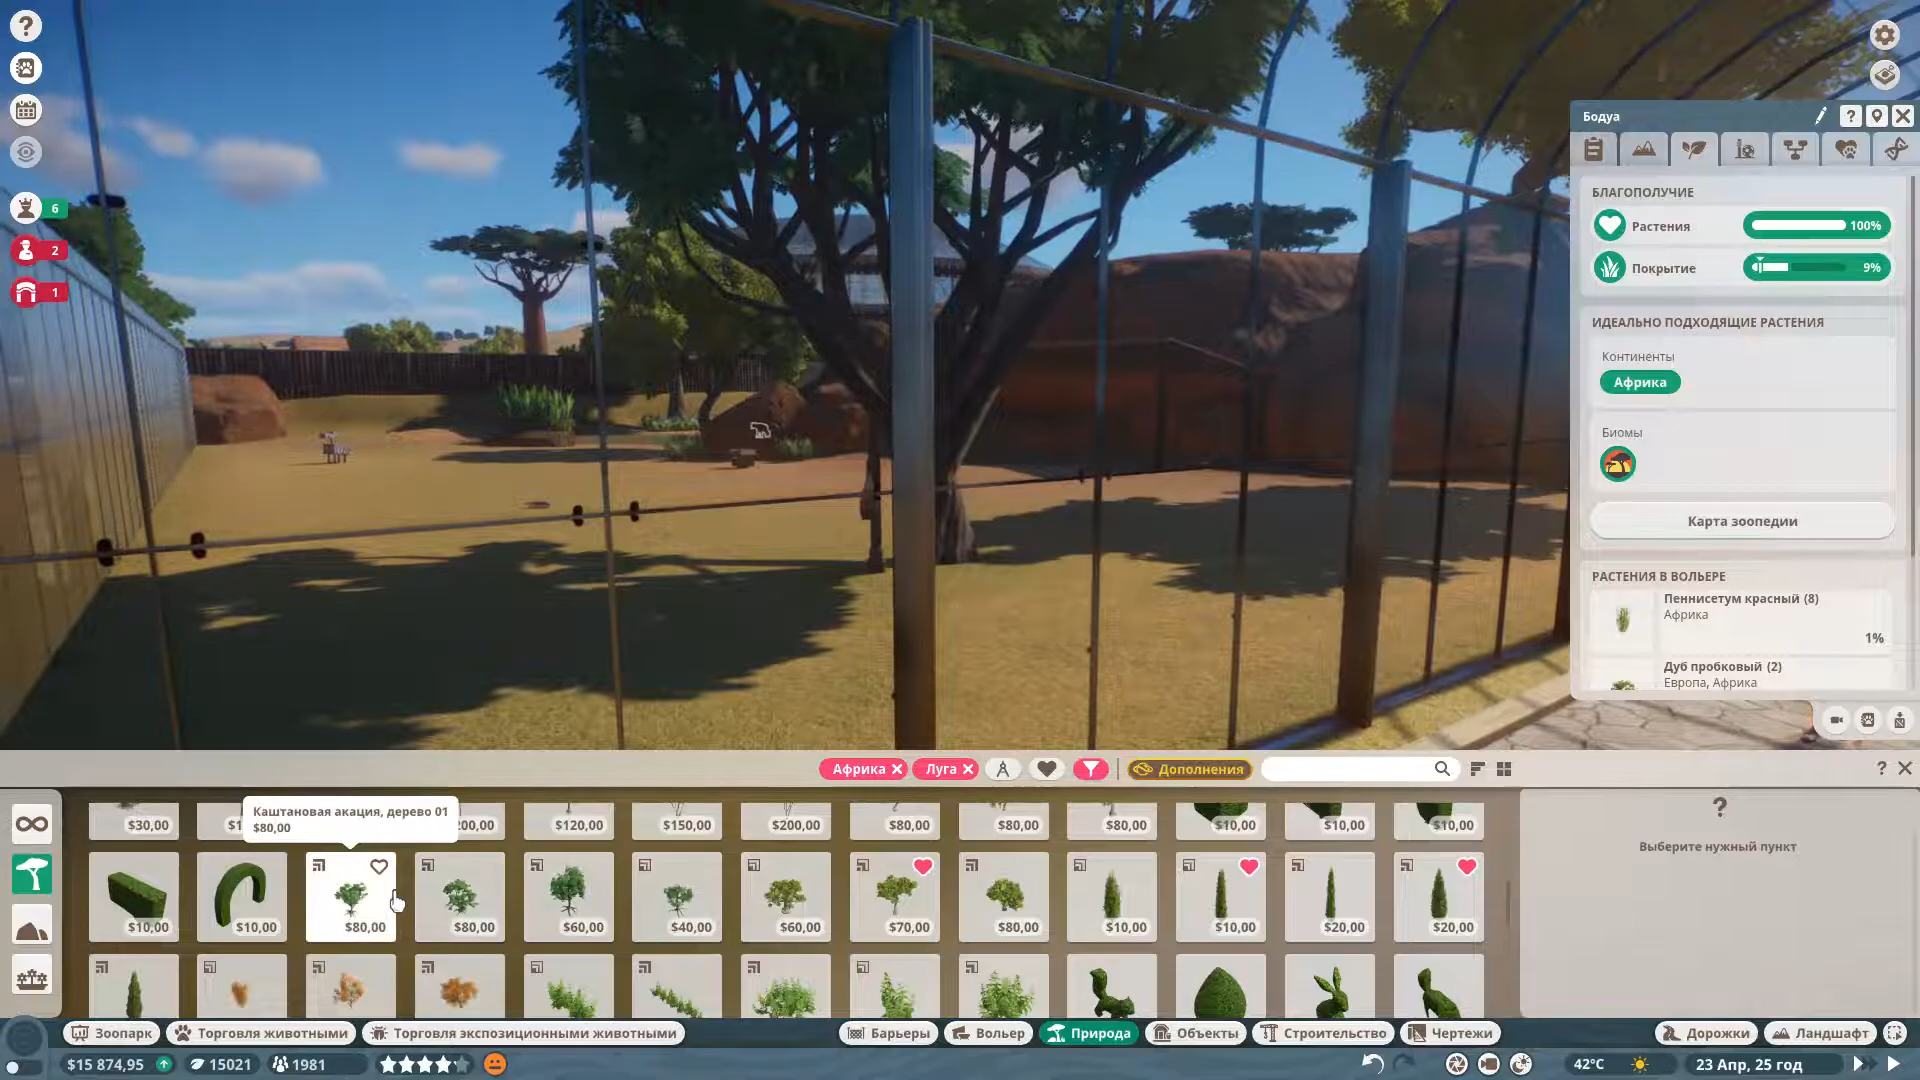 6
2
1
Бодуа
?
БЛАГОПОЛУЧИЕ
Растения 100%
Покрытие 9%
ИДЕАЛЬНО ПОДХОДЯЩИЕ РАСТЕНИЯ
Континенты
Африка
Биомы
Карта зоопедии
РАСТЕНИЯ В ВОЛЬЕРЕ
Пеннисетум красный (8)
Африка
1%
Дуб пробковый (2)
Европа, Африка
Африка Луга Дополнения
?
Каштановая акация, дерево 01
$80,00
$30,00 200,00 $120,00 $150,00 $200,00 $80,00 $80,00 $80,00 $10,00 $10,00 $10,00
?
Выберите нужный пункт
$10,00 $10,00 $80,00 $80,00 $60,00 $40,00 $60,00 $70,00 $80,00 $10,00 $10,00 $20,00 $20,00
Зоопарк Торговля животными Торговля экспозиционными животными Барьеры Вольер Природа Объекты Строительство Чертежи Дорожки Ландшафт
$15 874,95 15021 1981 42°C 23 Апр, 25 год